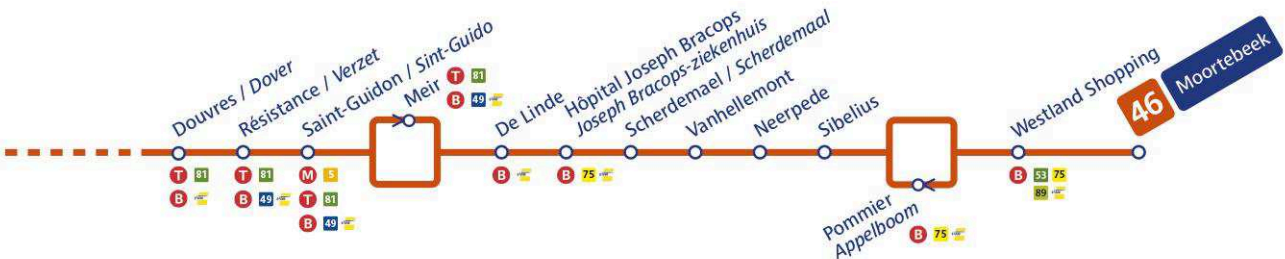 Douvres / Dover
T 81
B
Résistance / Verzet
T 81
B 49
Saint-Guidon / Sint-Guido
M 5
T 81
B 49
Meir
T 81
B 49
De Linde
B
Hôpital Joseph Bracops
Joseph Bracops-ziekenhuis
B 75
Scherdemael / Scherdemaal
Vanhellemont
Neerpede
Sibelius
Pommier
Appelboom
B 75
Westland Shopping
B 53 75
89
46 Moortebeek